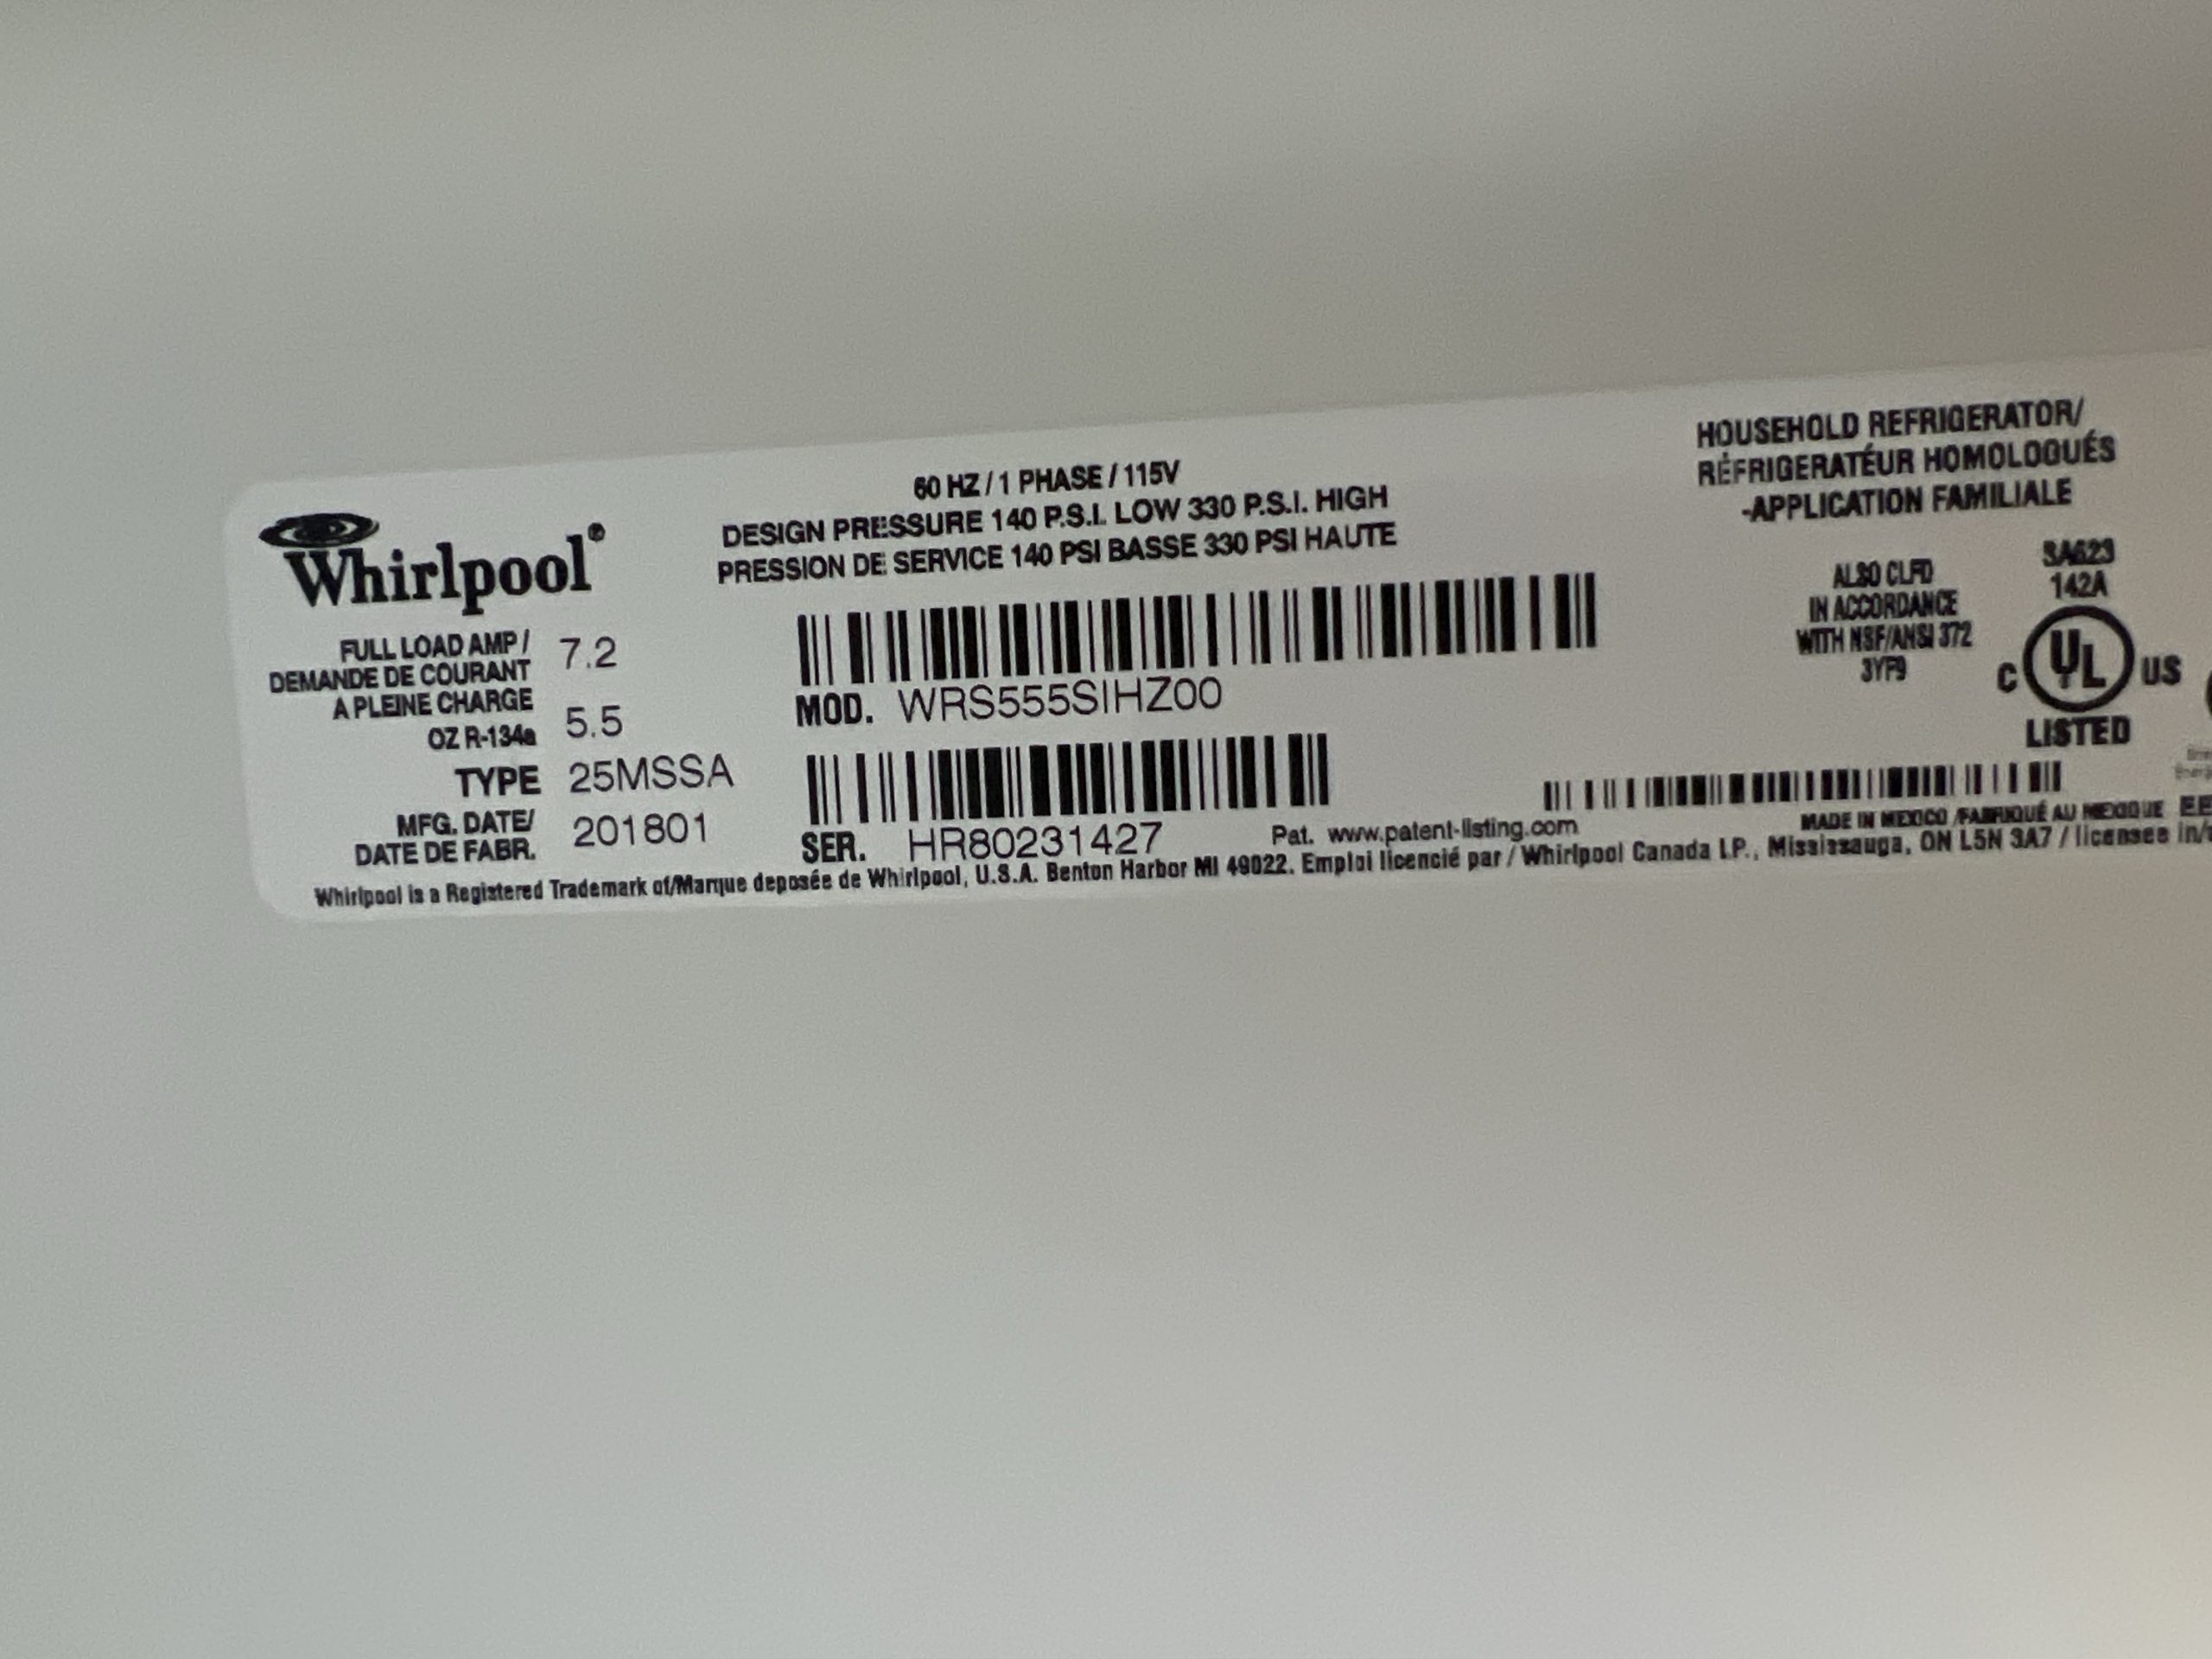 Whirlpool®
60 HZ / 1 PHASE / 115V
DESIGN PRESSURE 140 P.S.I. LOW 330 P.S.I. HIGH
PRESSION DE SERVICE 140 PSI BASSE 330 PSI HAUTE
FULL LOAD AMP / 7.2
DEMANDE DE COURANT
A PLEINE CHARGE
OZ R-134a 5.5
TYPE 25MSSA
MFG. DATE/ 201801
DATE DE FABR.
MOD. WRS555SIHZ00
SER. HR80231427
Pat. www.patent-listing.com
HOUSEHOLD REFRIGERATOR/
RÉFRIGERATÉUR HOMOLOGUÉS
-APPLICATION FAMILIALE
ALSO CLFD
IN ACCORDANCE
WITH NSF/ANSI 372
3YF9
SA623
142A
C UL US
LISTED
MADE IN MEXICO /FABRIQUÉ AU MEXIQUE
Whirlpool is a Registered Trademark of/Marque deposée de Whirlpool, U.S.A. Benton Harbor MI 49022. Emploi licencié par / Whirlpool Canada LP., Mississauga, ON L5N 3A7 / licensee in/